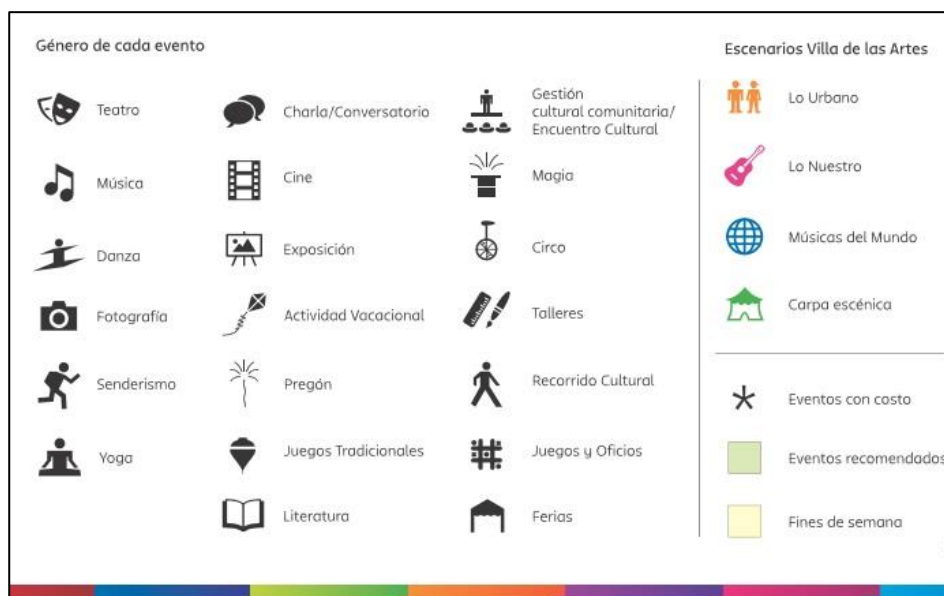 Género de cada evento
Teatro
Música
Danza
Fotografía
Senderismo
Yoga
Charla/Conversatorio
Cine
Exposición
Actividad Vacacional
Pregón
Juegos Tradicionales
Literatura
Gestión
cultural comunitaria/
Encuentro Cultural
Magia
Circo
Talleres
Recorrido Cultural
Juegos y Oficios
Ferias
Escenarios Villa de las Artes
Lo Urbano
Lo Nuestro
Músicas del Mundo
Carpa escénica
Eventos con costo
Eventos recomendados
Fines de semana